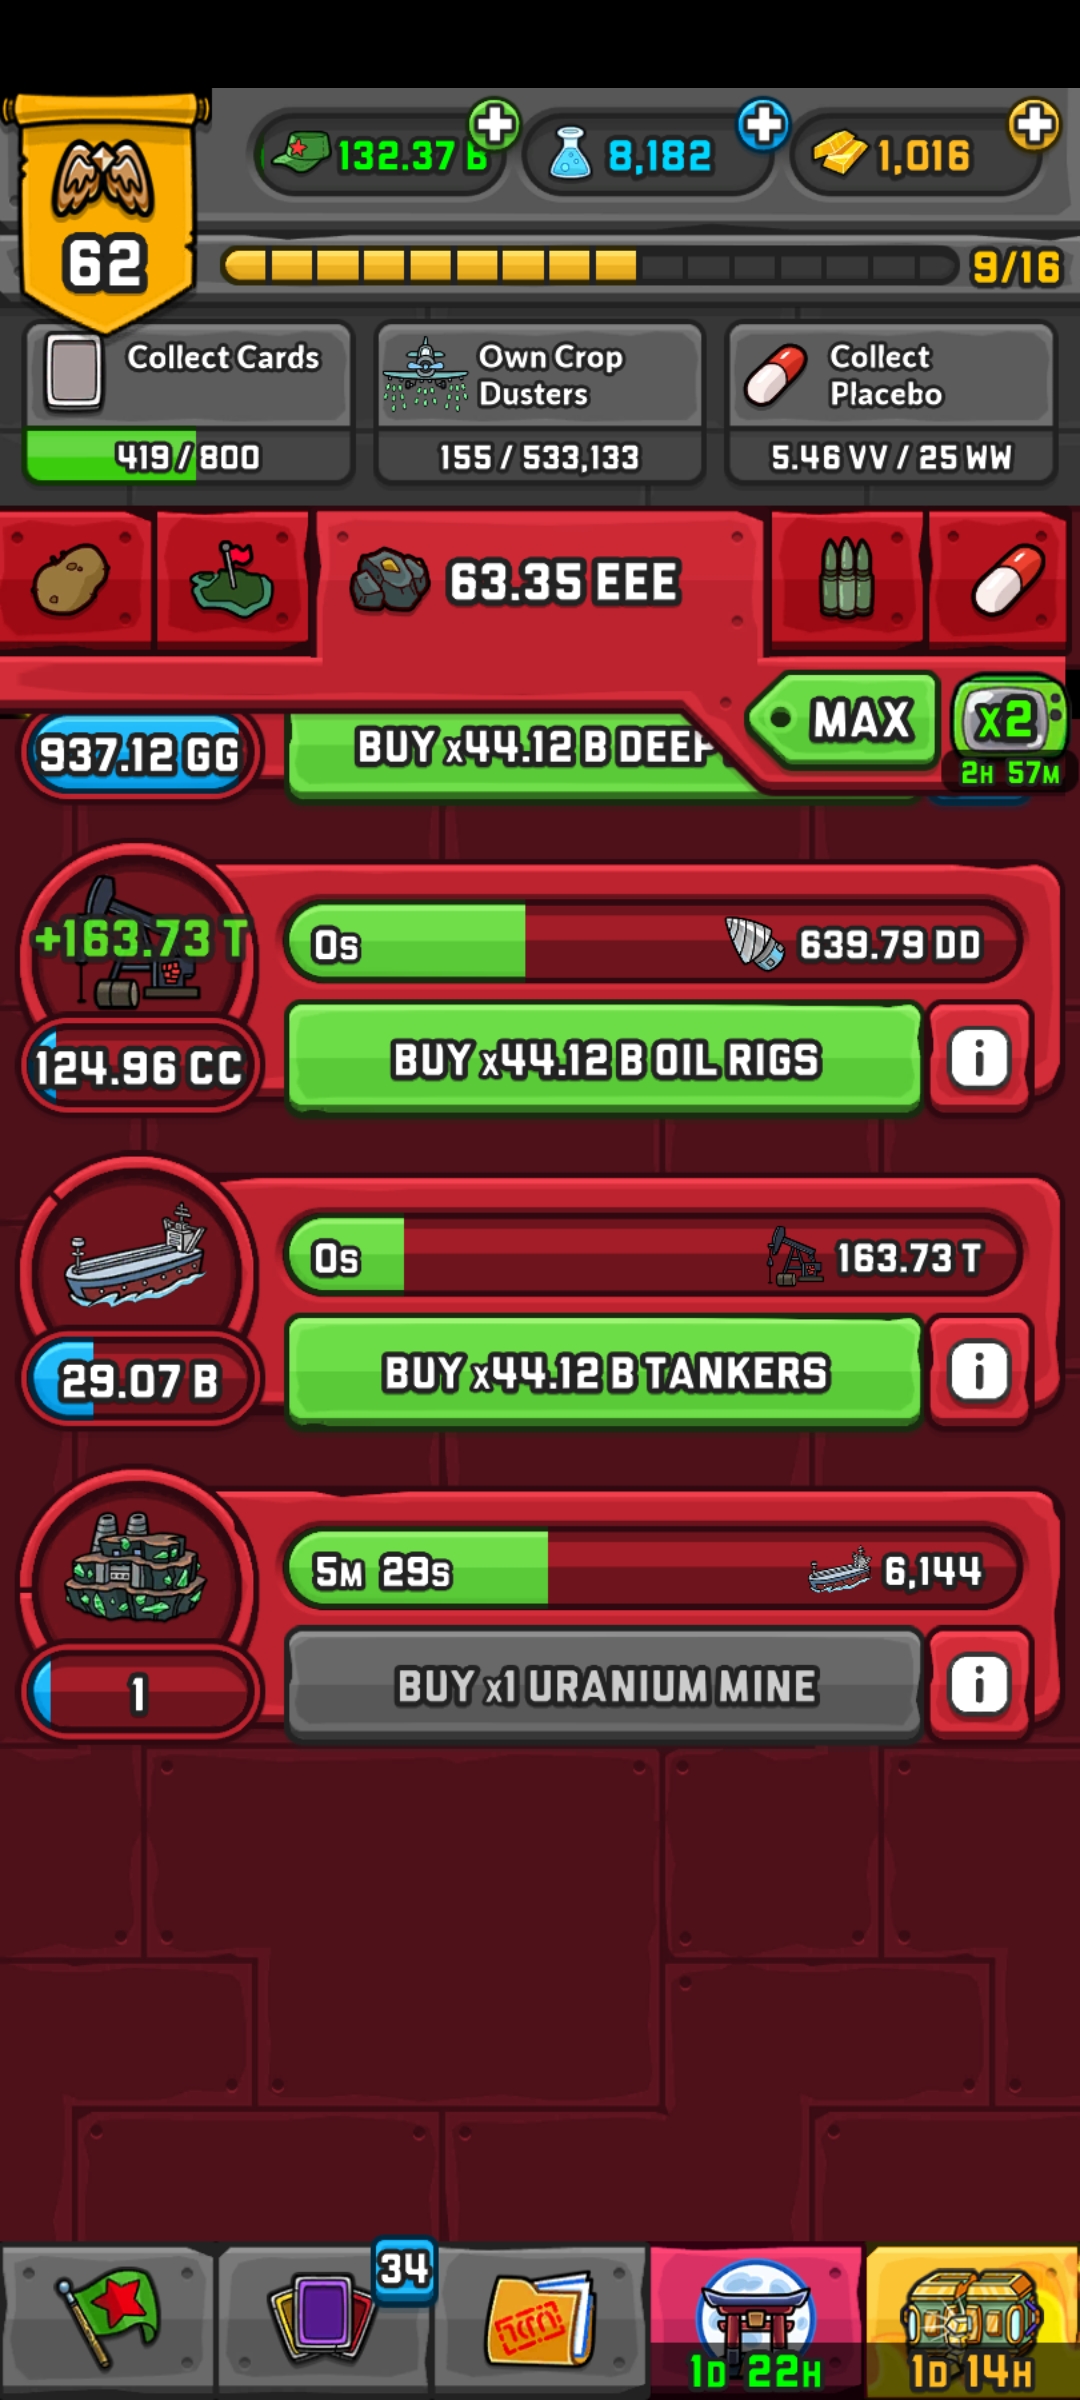 132.37 B
8,182
1,016
62
9/16
Collect Cards
419 / 800
Own Crop
Dusters
155 / 533,133
Collect
Placebo
5.46 VV / 25 WW
63.35 EEE
MAX
X2
2H 57M
937.12 GG
BUY x44.12 B DEEP
+163.73 T
0s
639.79 DD
124.96 CC
BUY x44.12 B OIL RIGS
i
0s
163.73 T
29.07 B
BUY x44.12 B TANKERS
i
5M 29s
6,144
1
BUY x1 URANIUM MINE
i
34
1D 22H
1D 14H